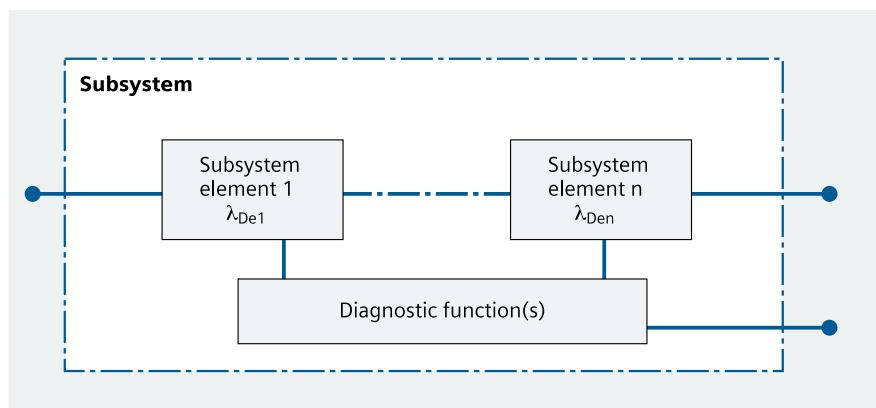 Subsystem
Subsystem
element 1
λDe1
Subsystem
element n
λDen
Diagnostic function(s)